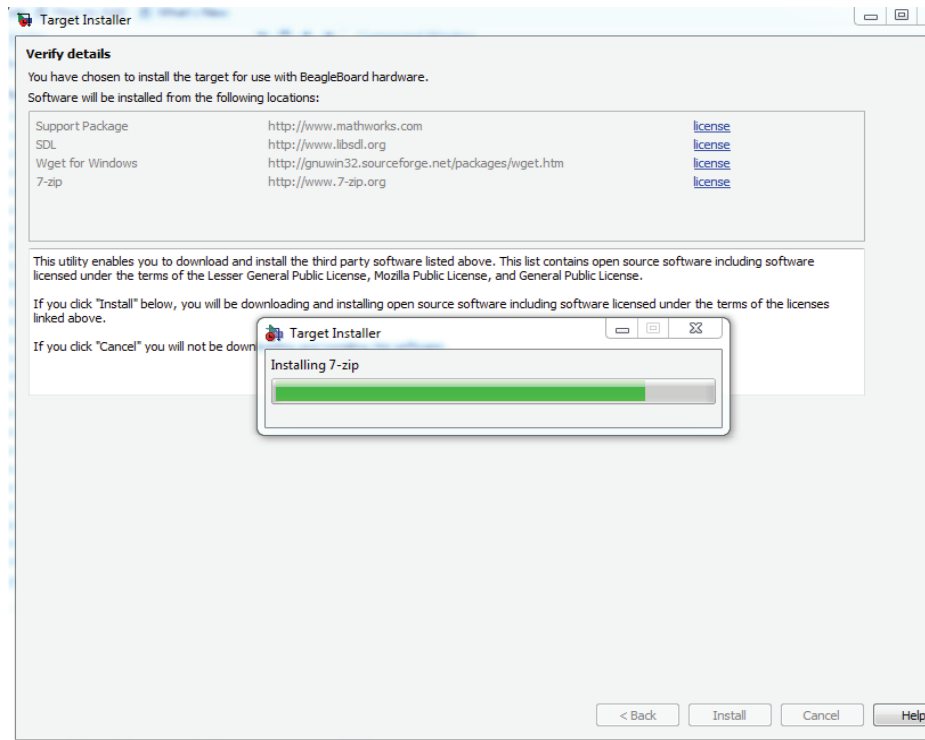 Target Installer
Verify details
You have chosen to install the target for use with BeagleBoard hardware.
Software will be installed from the following locations:
Support Package http://www.mathworks.com license
SDL http://www.libsdl.org license
Wget for Windows http://gnuwin32.sourceforge.net/packages/wget.htm license
7-zip http://www.7-zip.org license
This utility enables you to download and install the third party software listed above. This list contains open source software including software
licensed under the terms of the Lesser General Public License, Mozilla Public License, and General Public License.
If you click "Install" below, you will be downloading and installing open source software including software licensed under the terms of the licenses
linked above.
If you click "Cancel" you will not be down
Target Installer
Installing 7-zip
< Back Install Cancel Help